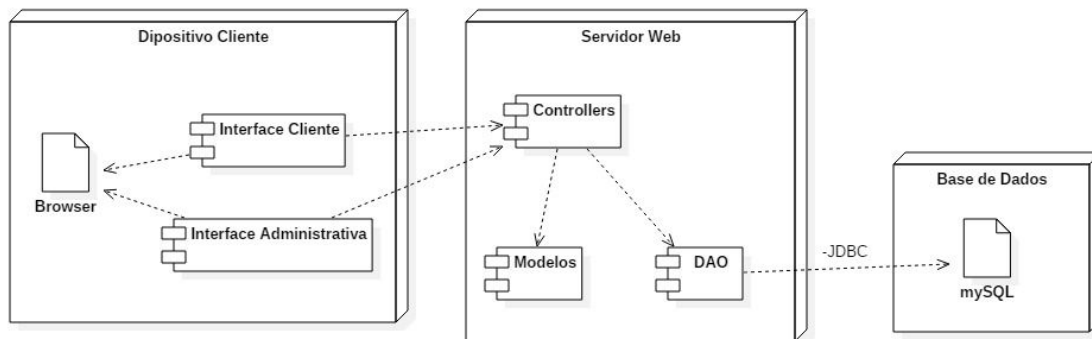 Dipositivo Cliente
Interface Cliente
Browser
Interface Administrativa
Servidor Web
Controllers
Modelos
DAO
-JDBC
Base de Dados
mySQL